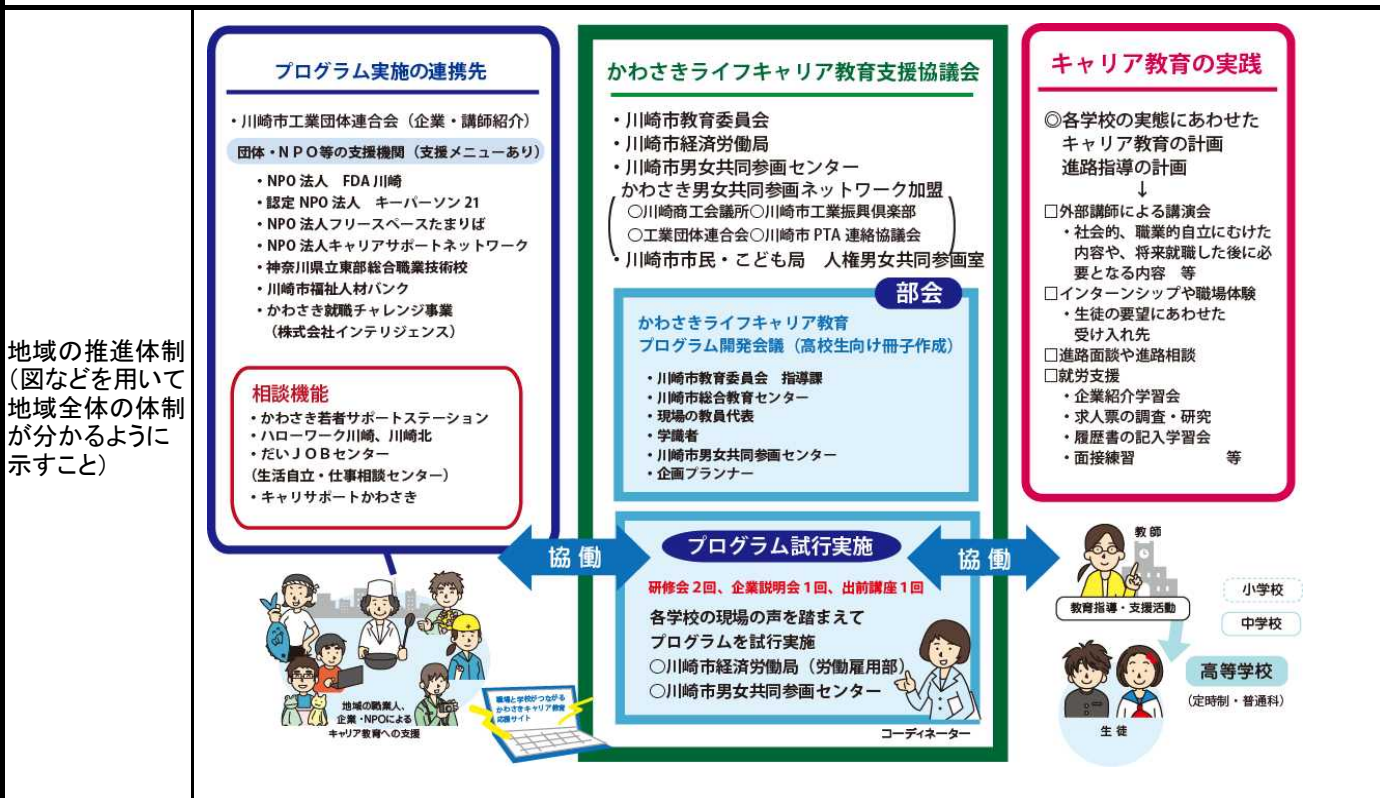 地域の推進体制
(図などを用いて
地域全体の体制
が分かるように
示すこと)
プログラム実施の連携先
・川崎市工業団体連合会（企業・講師紹介）
団体・ＮＰＯ等の支援機関（支援メニューあり）
・NPO 法人　FDA 川崎
・認定 NPO 法人　キーパーソン 21
・NPO 法人フリースペースたまりば
・NPO 法人キャリアサポートネットワーク
・神奈川県立東部総合職業技術校
・川崎市福祉人材バンク
・かわさき就職チャレンジ事業
（株式会社インテリジェンス）
相談機能
・かわさき若者サポートステーション
・ハローワーク川崎、川崎北
・だいＪＯＢセンター
（生活自立・仕事相談センター）
・キャリサポートかわさき
地域の職業人、
企業・NPOによる
キャリア教育への支援
協 働
職場と学校がつながる
かわさきキャリア教育
応援サイト
かわさきライフキャリア教育支援協議会
・川崎市教育委員会
・川崎市経済労働局
・川崎市男女共同参画センター
かわさき男女共同参画ネットワーク加盟
○川崎商工会議所○川崎市工業振興倶楽部
○工業団体連合会○川崎市 PTA 連絡協議会
・川崎市市民・こども局　人権男女共同参画室
部会
かわさきライフキャリア教育
プログラム開発会議（高校生向け冊子作成）
・川崎市教育委員会　指導課
・川崎市総合教育センター
・現場の教員代表
・学識者
・川崎市男女共同参画センター
・企画プランナー
プログラム試行実施
研修会 2 回、企業説明会 1 回、出前講座 1 回
各学校の現場の声を踏まえて
プログラムを試行実施
○川崎市経済労働局（労働雇用部）
○川崎市男女共同参画センター
コーディネーター
協 働
キャリア教育の実践
◎各学校の実態にあわせた
キャリア教育の計画
進路指導の計画
↓
□外部講師による講演会
・社会的、職業的自立にむけた
内容や、将来就職した後に必
要となる内容　等
□インターンシップや職場体験
・生徒の要望にあわせた
受け入れ先
□進路面談や進路相談
□就労支援
・企業紹介学習会
・求人票の調査・研究
・履歴書の記入学習会
・面接練習　　　　　等
教 師
教育指導・支援活動
小学校
中学校
高等学校
（定時制・普通科）
生 徒